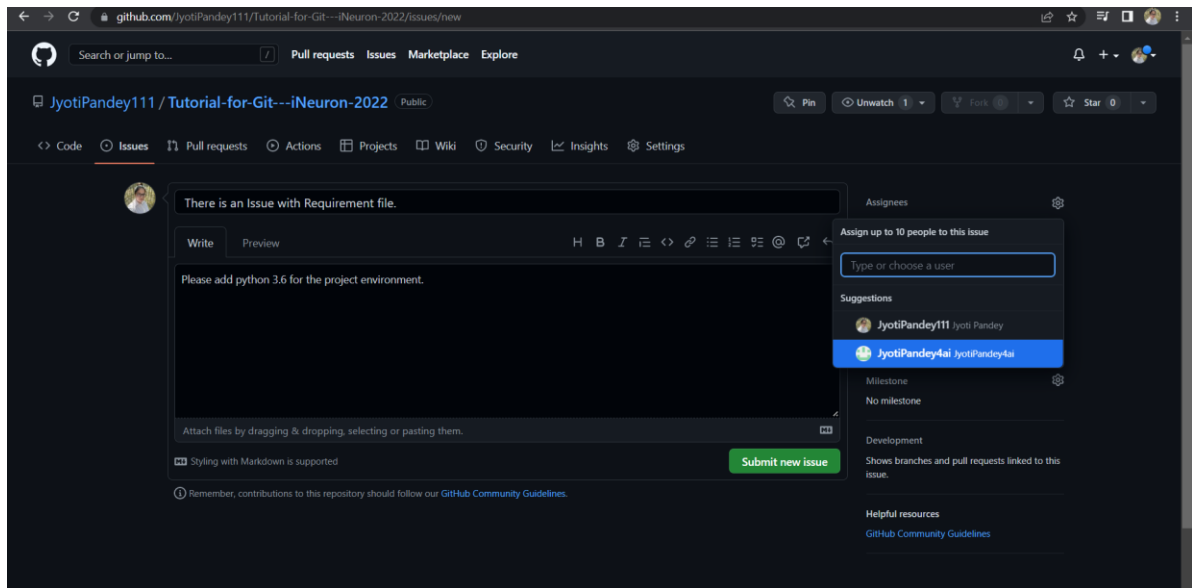 github.com/JyotiPandey111/Tutorial-for-Git---iNeuron-2022/issues/new
Search or jump to... / Pull requests Issues Marketplace Explore
JyotiPandey111 / Tutorial-for-Git---iNeuron-2022 Public
Pin Unwatch 1 Fork 0 Star 0
<> Code Issues Pull requests Actions Projects Wiki Security Insights Settings
There is an Issue with Requirement file.
Assignees
Write Preview
Assign up to 10 people to this issue
Type or choose a user
Please add python 3.6 for the project environment.
Suggestions
JyotiPandey111 Jyoti Pandey
JyotiPandey4ai JyotiPandey4ai
Milestone
No milestone
Attach files by dragging & dropping, selecting or pasting them.
Styling with Markdown is supported
Submit new issue
Development
Shows branches and pull requests linked to this
issue.
Remember, contributions to this repository should follow our GitHub Community Guidelines.
Helpful resources
GitHub Community Guidelines